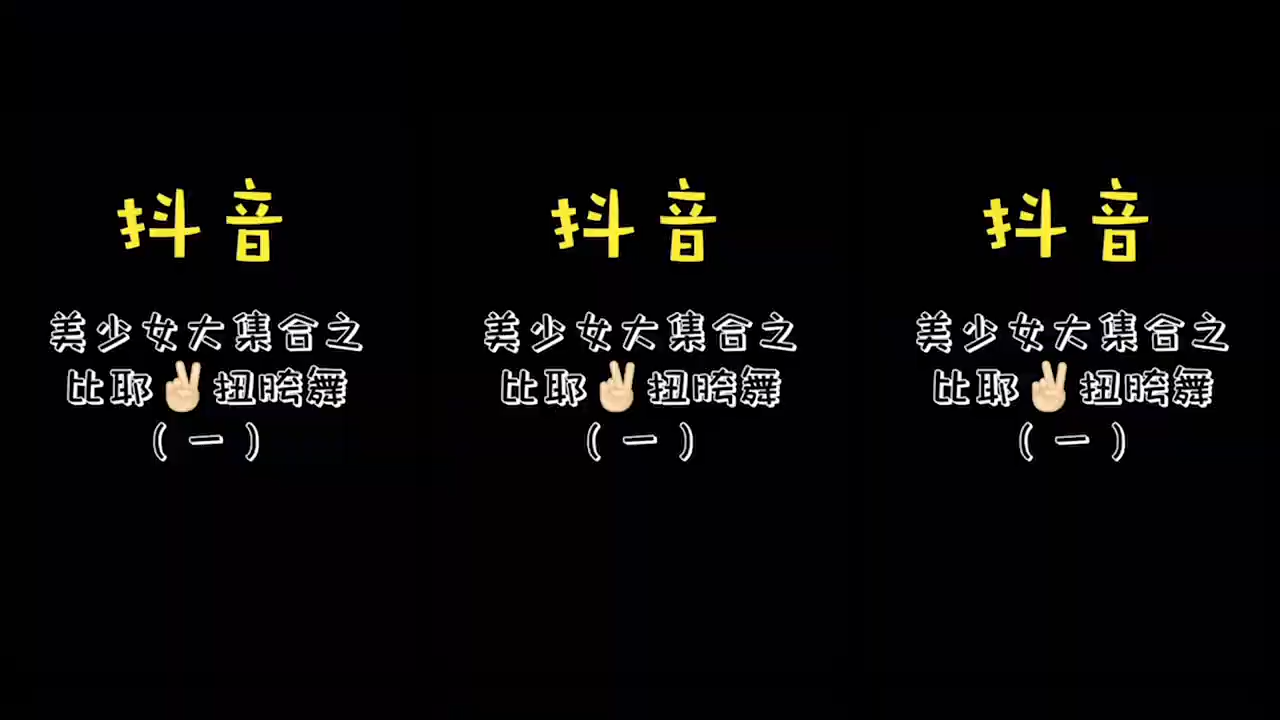 抖音
美少女大集合之
比耶✌🏻扭胯舞
（一）
抖音
美少女大集合之
比耶✌🏻扭胯舞
（一）
抖音
美少女大集合之
比耶✌🏻扭胯舞
（一）